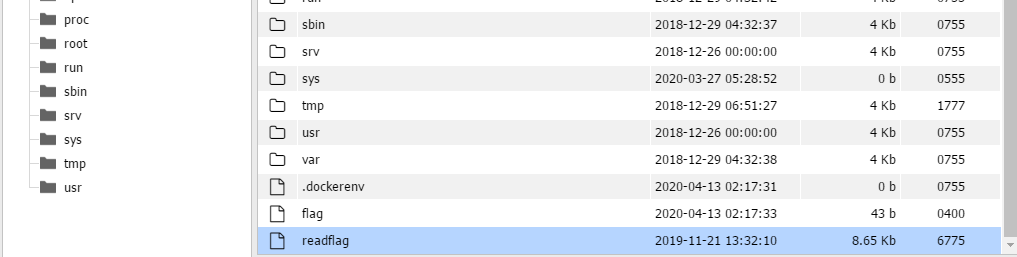 proc
root
run
sbin
srv
sys
tmp
usr
sbin 2018-12-29 04:32:37 4 Kb 0755
srv 2018-12-26 00:00:00 4 Kb 0755
sys 2020-03-27 05:28:52 0 b 0555
tmp 2018-12-29 06:51:27 4 Kb 1777
usr 2018-12-26 00:00:00 4 Kb 0755
var 2018-12-29 04:32:38 4 Kb 0755
.dockerenv 2020-04-13 02:17:31 0 b 0755
flag 2020-04-13 02:17:33 43 b 0400
readflag 2019-11-21 13:32:10 8.65 Kb 6775